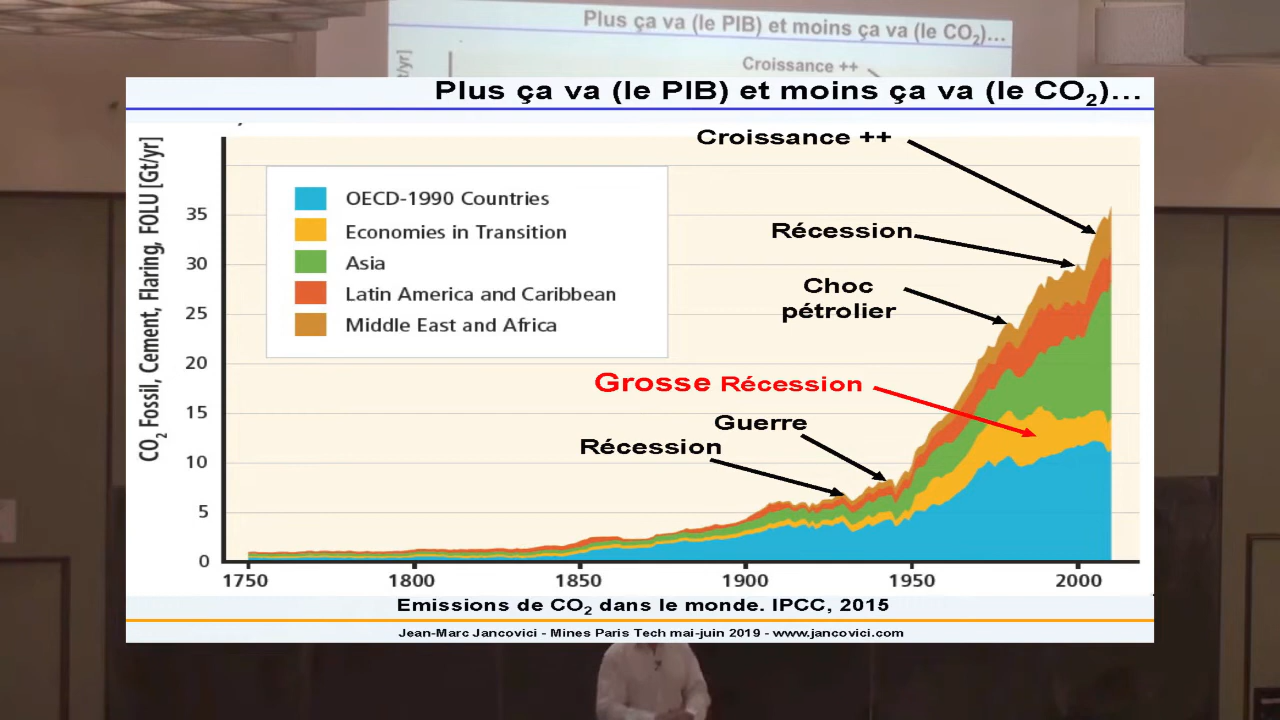 Plus ça va (le PIB) et moins ça va (le CO₂)...
t/yr]
Croissance ++
Plus ça va (le PIB) et moins ça va (le CO₂)...
CO₂ Fossil, Cement, Flaring, FOLU [Gt/yr]
Croissance ++
OECD-1990 Countries
Economies in Transition
Asia
Latin America and Caribbean
Middle East and Africa
Récession
Choc
pétrolier
Grosse Récession
Guerre
Récession
35
30
25
20
15
10
5
0
1750 1800 1850 1900 1950 2000
Emissions de CO₂ dans le monde. IPCC, 2015
Jean-Marc Jancovici - Mines Paris Tech mai-juin 2019 - www.jancovici.com